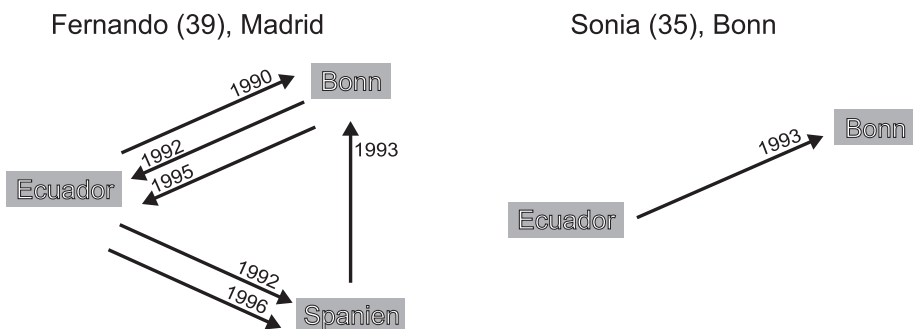 Fernando (39), Madrid
Sonia (35), Bonn
1990
Bonn
1992
1995
1993
Ecuador
1992
1996
Spanien
1993
Bonn
Ecuador